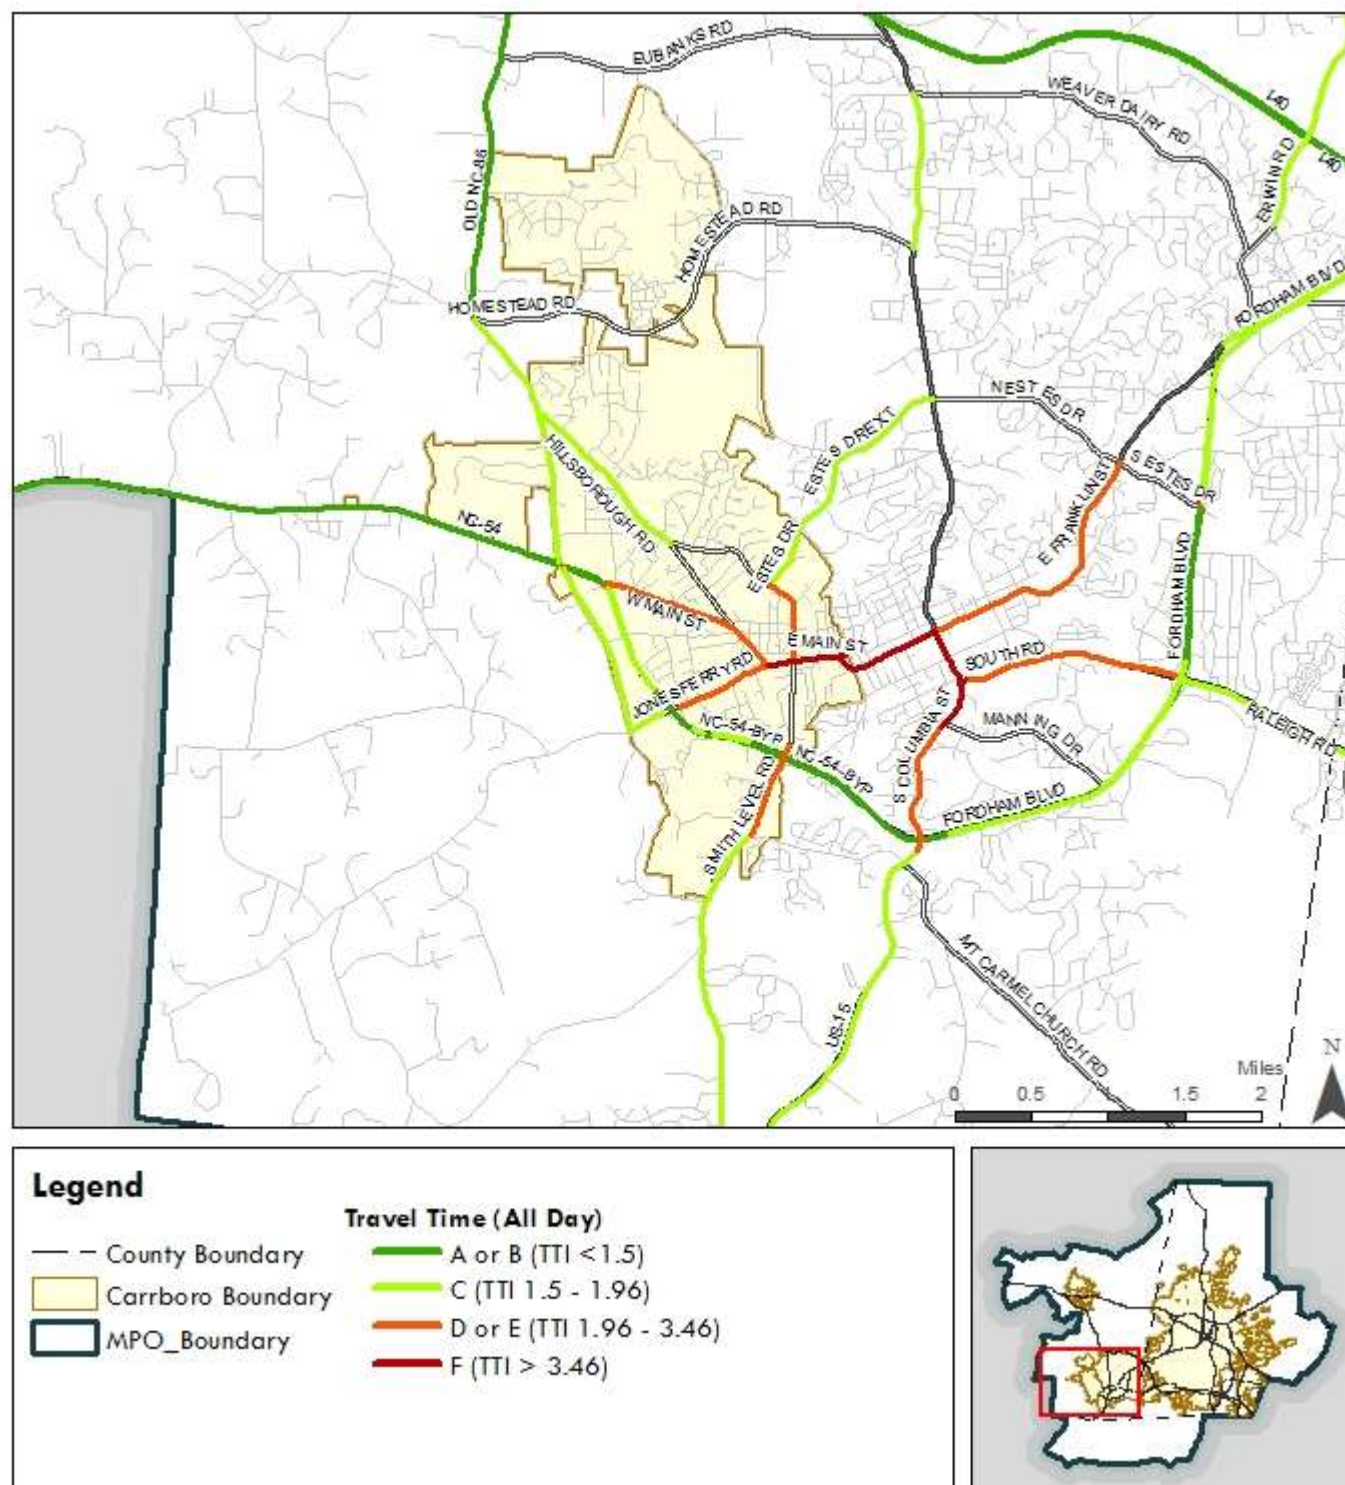 EUBANKS RD
WEAVER DAIRY RD
I-40
I-40
OLD NC-86
ERWIN RD
HOMESTEAD RD
HOMESTEAD RD
FORDHAM BLVD
N ESTES DR
ESTES DR EXT
HILLSBOROUGH RD
S ESTES DR
E FRANKLIN ST
NC-54
ESTES DR
FORDHAM BLVD
W MAIN ST
E MAIN ST
SOUTH RD
JONES FERRY RD
S COLUMBIA ST
MANNING DR
RALEIGH RD
NC-54-BYP
NC-54-BYP
SMITH LEVEL RD
FORDHAM BLVD
MT CARMEL CHURCH RD
US-15
N
Miles
0 0.5 1 1.5 2
Legend
County Boundary
Carrboro Boundary
MPO_Boundary
Travel Time (All Day)
A or B (TTI <1.5)
C (TTI 1.5 - 1.96)
D or E (TTI 1.96 - 3.46)
F (TTI > 3.46)